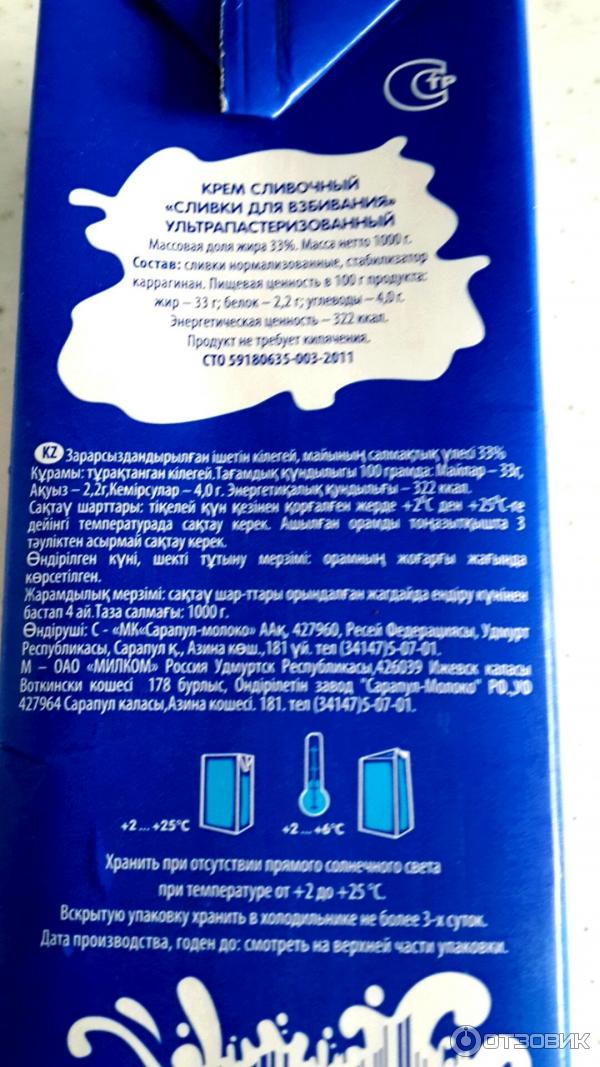 СТР
КРЕМ СЛИВОЧНЫЙ
«СЛИВКИ ДЛЯ ВЗБИВАНИЯ»
УЛЬТРАПАСТЕРИЗОВАННЫЙ
Массовая доля жира 33%. Масса нетто 1000 г.
Состав: сливки нормализованные, стабилизатор
каррагинан. Пищевая ценность в 100 г продукта:
жир – 33 г; белок – 2,2 г; углеводы – 4,0 г.
Энергетическая ценность – 322 ккал.
Продукт не требует кипячения.
СТО 59180635-003-2011
KZ Зарарсыздандырылған ішетін кілегей, майының салмақтық үлесі 33%
Құрамы: тұрақтанған кілегей.Тағамдық құндылығы 100 грамда: Майлар – 33г,
Ақуыз – 2,2г,Кемірсулар – 4,0 г. Энергетикалық құндылығы – 322 ккал.
Сақтау шарттары: тікелей күн көзінен қорғалген жерде +2°C ден +25°C-ге
дейінгі температурада сақтау керек. Ашылған орамды тоңазытқышта 3
тәуліктен асырмай сақтау керек.
Өндірілген күні, шекті тұтыну мерзімі: орамның жоғарғы жағында
көрсетілген.
Жарамдылық мерзімі: сақтау шар-ттары орындалған жағдайда өндіру күнінен
бастап 4 ай.Таза салмағы: 1000 г.
Өндіруші: С - «МК«Сарапул-молоко» ААқ, 427960, Ресей Федерациясы, Удмурт
Республикасы, Сарапул қ., Азина көш.,181 үй. тел (34147)5-07-01.
М – ОАО «МИЛКОМ» Россия Удмуртск Республикасы,426039 Ижевск каласы
Воткински кошесі 178 бурлыс, Ондірілетін завод "Сарапул-Молоко" РФ.,УФ
427964 Сарапул каласы,Азина кошесі. 181. тел (34147)5-07-01.
+2 ... +25°C +2 ... +6°C
Хранить при отсутствии прямого солнечного света
при температуре от +2 до +25 °C.
Вскрытую упаковку хранить в холодильнике не более 3-х суток.
Дата производства, годен до: смотреть на верхней части упаковки.
ОТЗОВИК